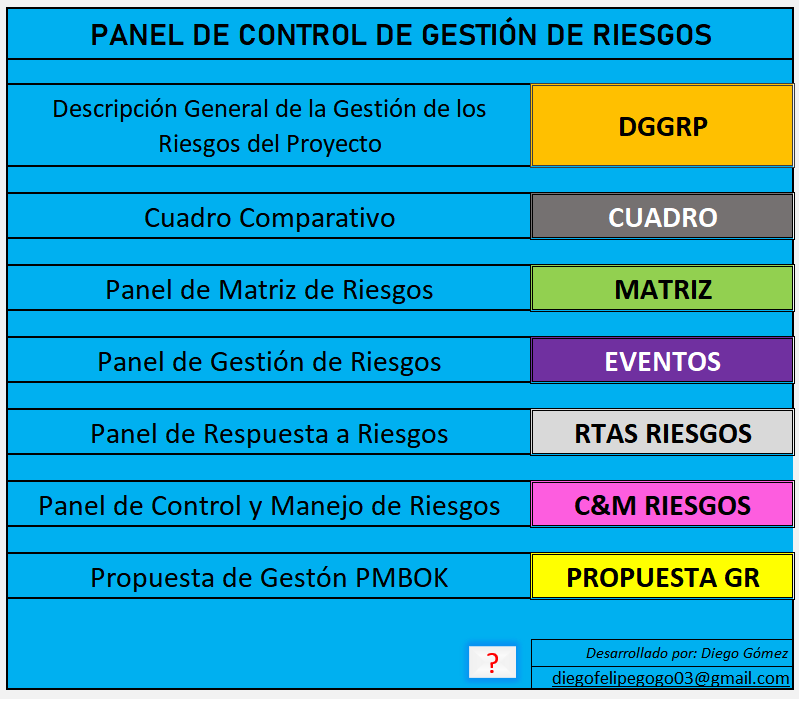 PANEL DE CONTROL DE GESTIÓN DE RIESGOS
Descripción General de la Gestión de los
Riesgos del Proyecto
DGGRP
Cuadro Comparativo
CUADRO
Panel de Matriz de Riesgos
MATRIZ
Panel de Gestión de Riesgos
EVENTOS
Panel de Respuesta a Riesgos
RTAS RIESGOS
Panel de Control y Manejo de Riesgos
C&M RIESGOS
Propuesta de Gestón PMBOK
PROPUESTA GR
?
Desarrollado por: Diego Gómez
diegofelipegogo03@gmail.com